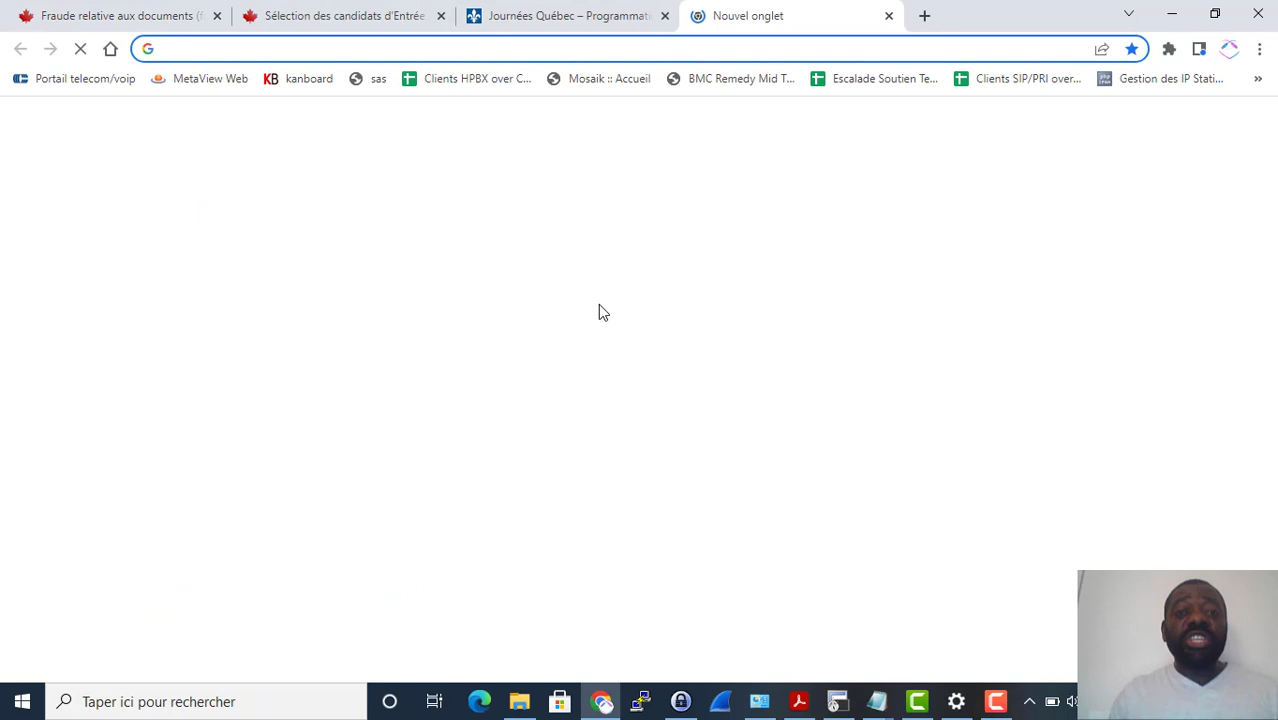 Fraude relative aux documents (f
Sélection des candidats d'Entrée
Journées Québec – Programmat
Nouvel onglet
Portail telecom/voip
MetaView Web
KB kanboard
sas
Clients HPBX over C...
Mosaik :: Accueil
BMC Remedy Mid T...
Escalade Soutien Te...
Clients SIP/PRI over...
Gestion des IP Stati...
»
Taper ici pour rechercher